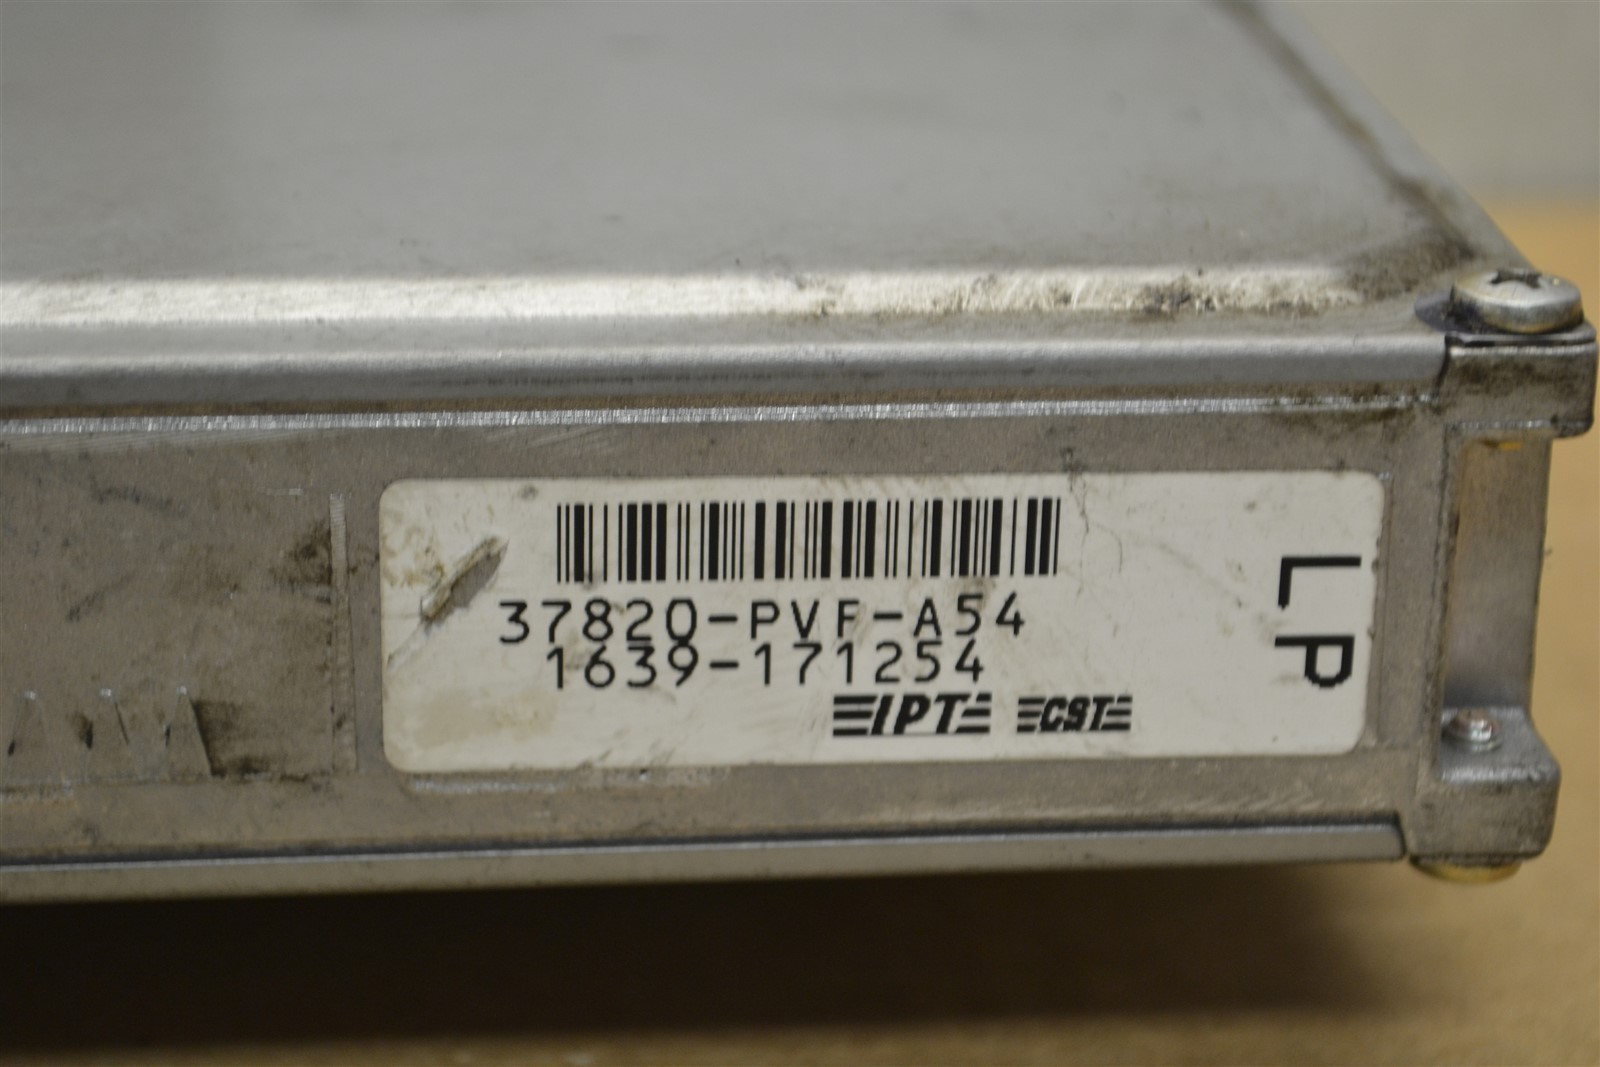 37820-PVF-A54
1639-171254
IPT CST
LP